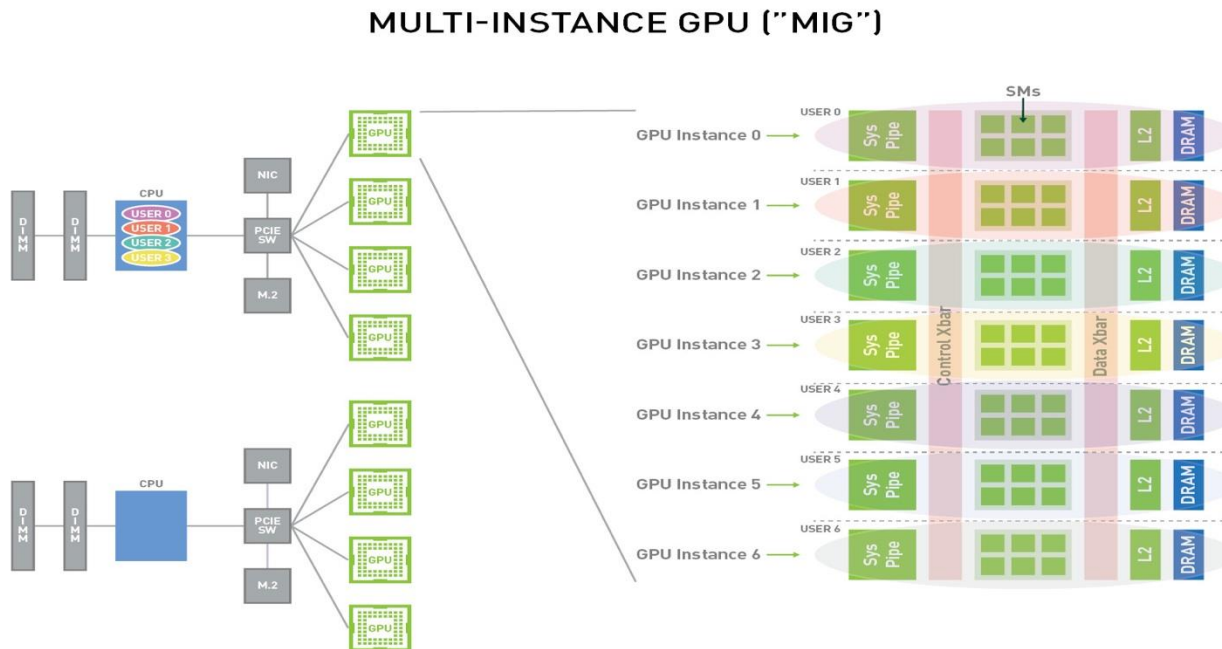 MULTI-INSTANCE GPU ("MIG")
DIMM
DIMM
CPU
USER 0
USER 1
USER 2
USER 3
NIC
PCIE
SW
M.2
GPU
GPU
GPU
GPU
DIMM
DIMM
CPU
NIC
PCIE
SW
M.2
GPU
GPU
GPU
GPU
SMs
GPU Instance 0
USER 0
Sys
Pipe
L2
DRAM
GPU Instance 1
USER 1
Sys
Pipe
L2
DRAM
GPU Instance 2
USER 2
Sys
Pipe
L2
DRAM
GPU Instance 3
USER 3
Sys
Pipe
Control Xbar
Data Xbar
L2
DRAM
GPU Instance 4
USER 4
Sys
Pipe
L2
DRAM
GPU Instance 5
USER 5
Sys
Pipe
L2
DRAM
GPU Instance 6
USER 6
Sys
Pipe
L2
DRAM